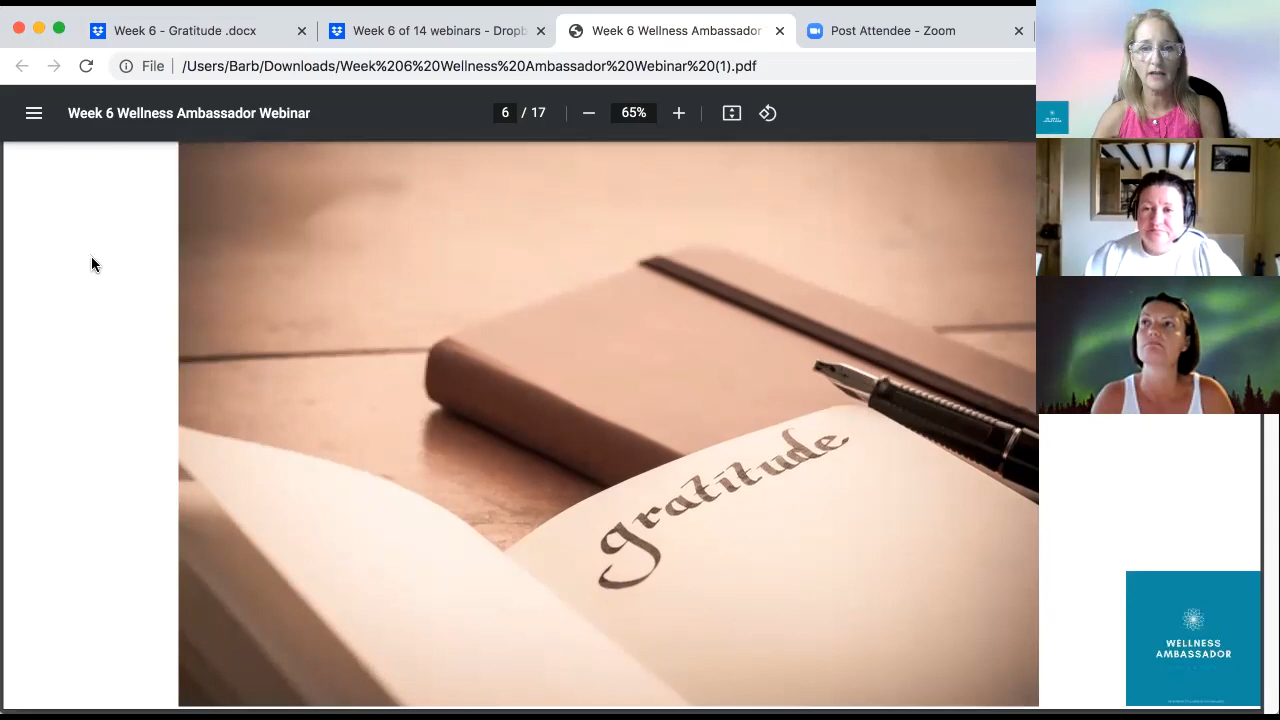 Week 6 - Gratitude .docx
Week 6 of 14 webinars - Dropb
Week 6 Wellness Ambassador
Post Attendee - Zoom
File
/Users/Barb/Downloads/Week%206%20Wellness%20Ambassador%20Webinar%20(1).pdf
Week 6 Wellness Ambassador Webinar
6 / 17
65%
gratitude
WELLNESS
AMBASSADOR